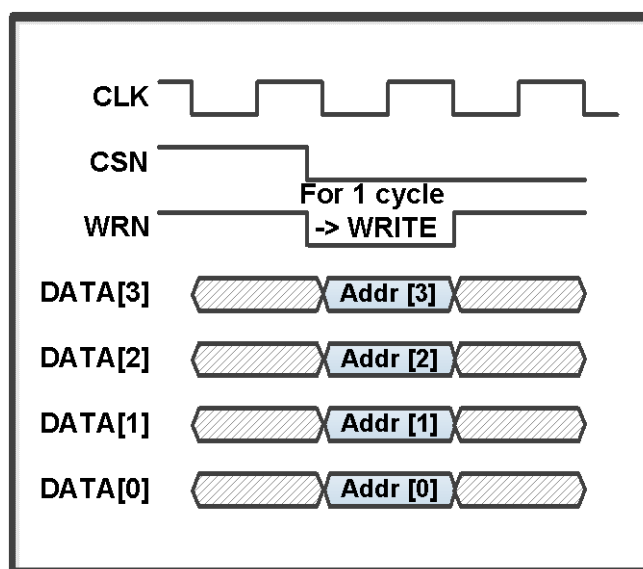 CLK
CSN
For 1 cycle
WRN -> WRITE
DATA[3] Addr [3]
DATA[2] Addr [2]
DATA[1] Addr [1]
DATA[0] Addr [0]